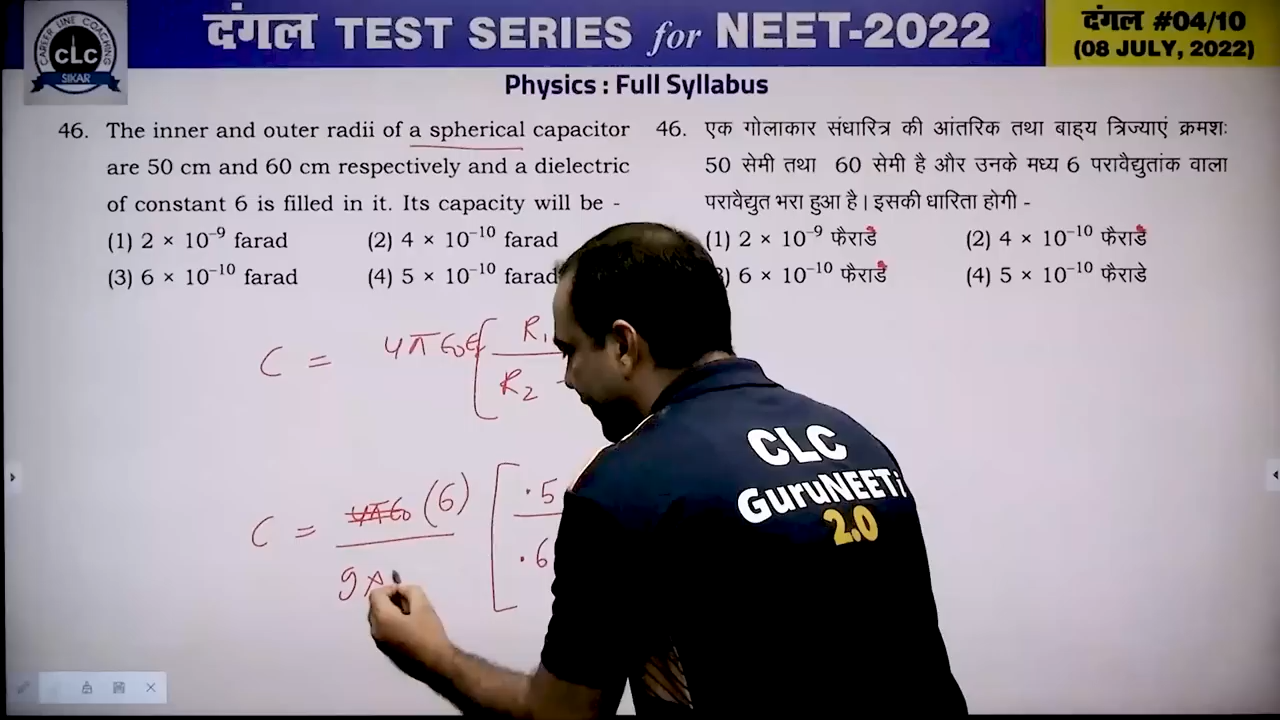 CAREER LINE COACHING
CLC
SIKAR
दंगल TEST SERIES for NEET-2022
दंगल #04/10
(08 JULY, 2022)
Physics : Full Syllabus
46. The inner and outer radii of a spherical capacitor
are 50 cm and 60 cm respectively and a dielectric
of constant 6 is filled in it. Its capacity will be -
(1) 2 × 10⁻⁹ farad (2) 4 × 10⁻¹⁰ farad
(3) 6 × 10⁻¹⁰ farad (4) 5 × 10⁻¹⁰ farad
46. एक गोलाकार संधारित्र की आंतरिक तथा बाह्य त्रिज्याएं क्रमशः
50 सेमी तथा 60 सेमी है और उनके मध्य 6 परावैद्युतांक वाला
परावैद्युत भरा हुआ है। इसकी धारिता होगी -
(1) 2 × 10⁻⁹ फैराडे (2) 4 × 10⁻¹⁰ फैराडे
) 6 × 10⁻¹⁰ फैराडे (4) 5 × 10⁻¹⁰ फैराडे
C = 4π ε₀ [ R₁
R₂ -
C = 4πε₀ (6) [ .5
9 × .6
CLC
GuruNEETi
2.0